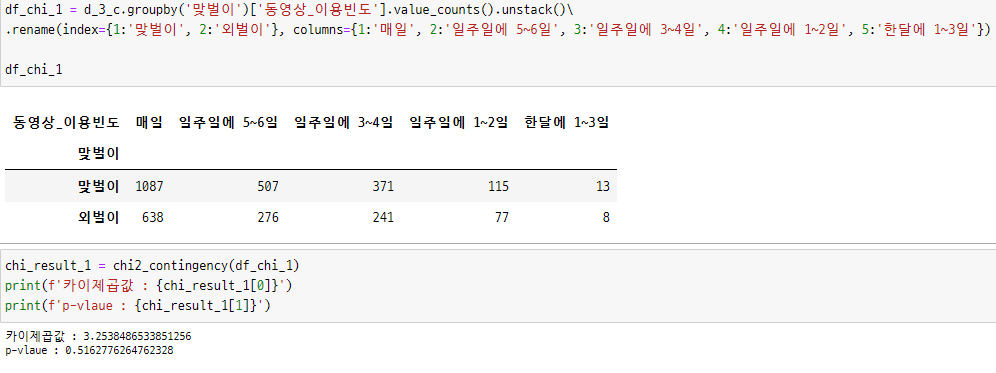 df_chi_1 = d_3_c.groupby('맞벌이')['동영상_이용빈도'].value_counts().unstack()\
.rename(index={1:'맞벌이', 2:'외벌이'}, columns={1:'매일', 2:'일주일에 5~6일', 3:'일주일에 3~4일', 4:'일주일에 1~2일', 5:'한달에 1~3일'})
df_chi_1
동영상_이용빈도 매일 일주일에 5~6일 일주일에 3~4일 일주일에 1~2일 한달에 1~3일
맞벌이
맞벌이 1087 507 371 115 13
외벌이 638 276 241 77 8
chi_result_1 = chi2_contingency(df_chi_1)
print(f'카이제곱값 : {chi_result_1[0]}')
print(f'p-vlaue : {chi_result_1[1]}')
카이제곱값 : 3.2538486533851256
p-vlaue : 0.5162776264762328